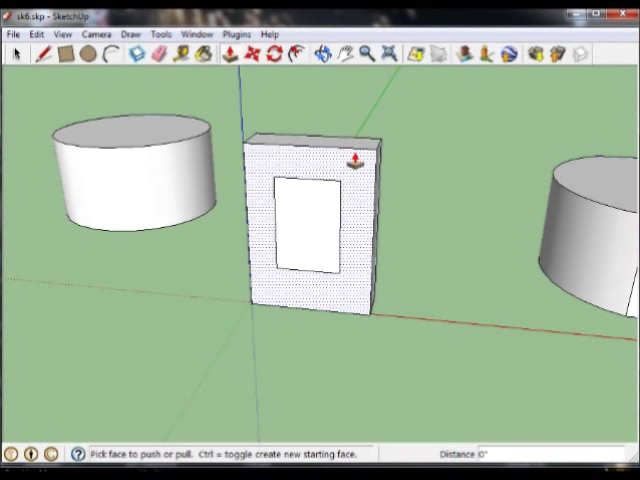 sk6.skp - SketchUp
File Edit View Camera Draw Tools Window Plugins Help
Pick face to push or pull. Ctrl = toggle create new starting face.
Distance 0"